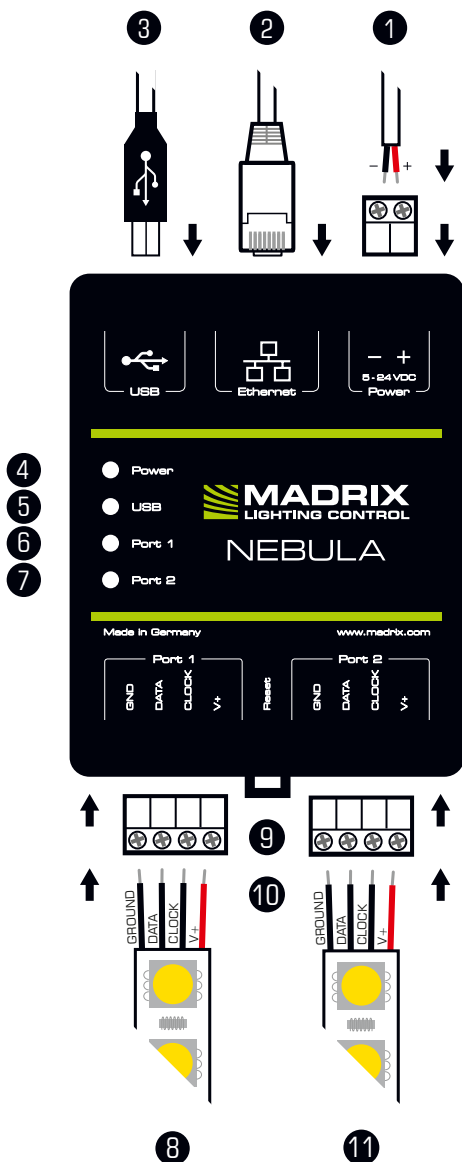 3 2 1
− +
− +
5 - 24 VDC
USB Ethernet Power
4 Power
5 USB
6 Port 1
7 Port 2
MADRIX
LIGHTING CONTROL
NEBULA
Made in Germany www.madrix.com
Port 1 Port 2
GND DATA CLOCK V+ Reset GND DATA CLOCK V+
9
10
GROUND DATA CLOCK V+ GROUND DATA CLOCK V+
8 11